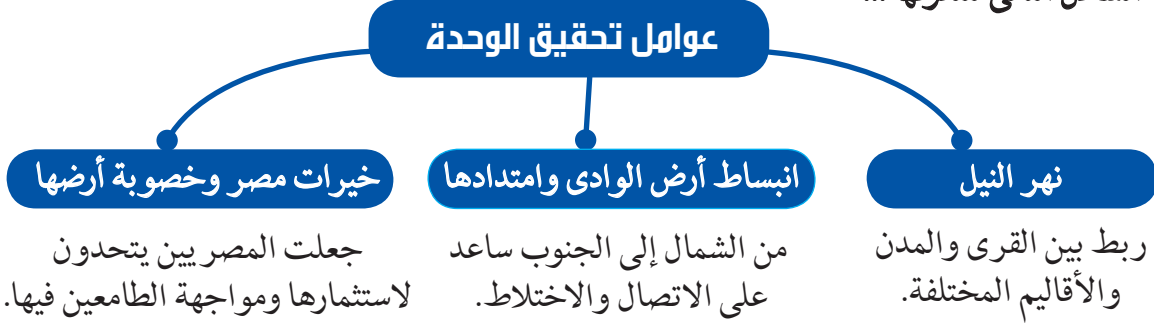 عوامل تحقيق الوحدة
نهر النيل
ربط بين القرى والمدن
والأقاليم المختلفة.
انبساط أرض الوادى وامتدادها
من الشمال إلى الجنوب ساعد
على الاتصال والاختلاط.
خيرات مصر وخصوبة أرضها
جعلت المصريين يتحدون
لاستثمارها ومواجهة الطامعين فيها.